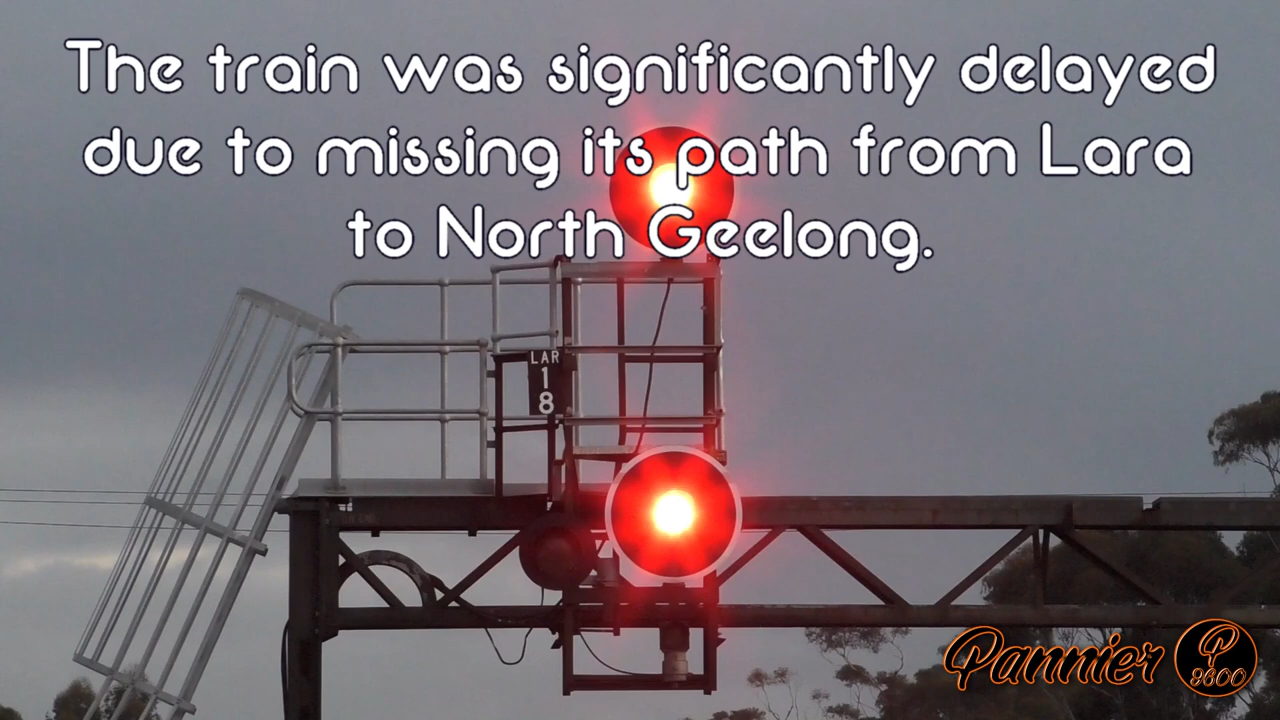 The train was significantly delayed
due to missing its path from Lara
to North Geelong.
LAR
1
8
Pannier
P
3600